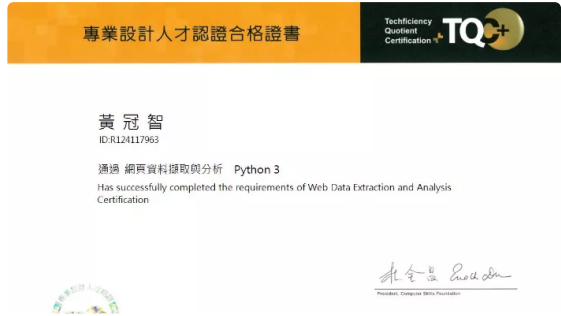 專業設計人才認證合格證書
Techficiency
Quotient
Certification
TQC+
黃冠智
ID:R124117963
通過 網頁資料擷取與分析 Python 3
Has successfully completed the requirements of Web Data Extraction and Analysis
Certification
President, Computer Skills Foundation